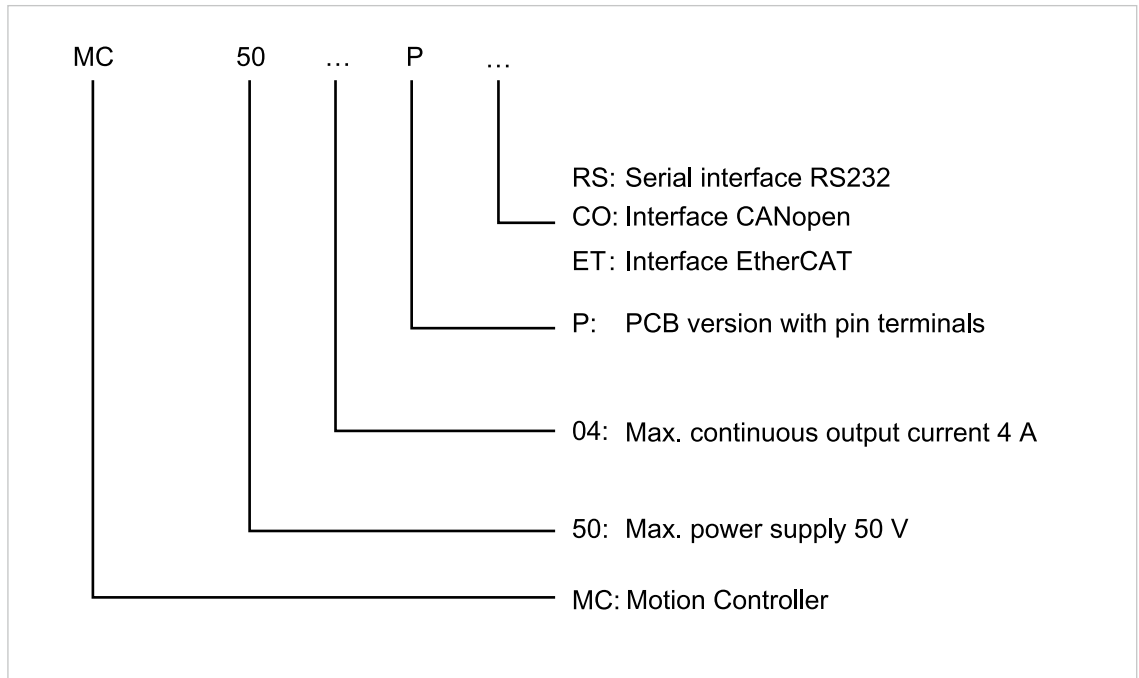 MC 50 … P …
RS: Serial interface RS232
CO: Interface CANopen
ET: Interface EtherCAT
P: PCB version with pin terminals
04: Max. continuous output current 4 A
50: Max. power supply 50 V
MC: Motion Controller